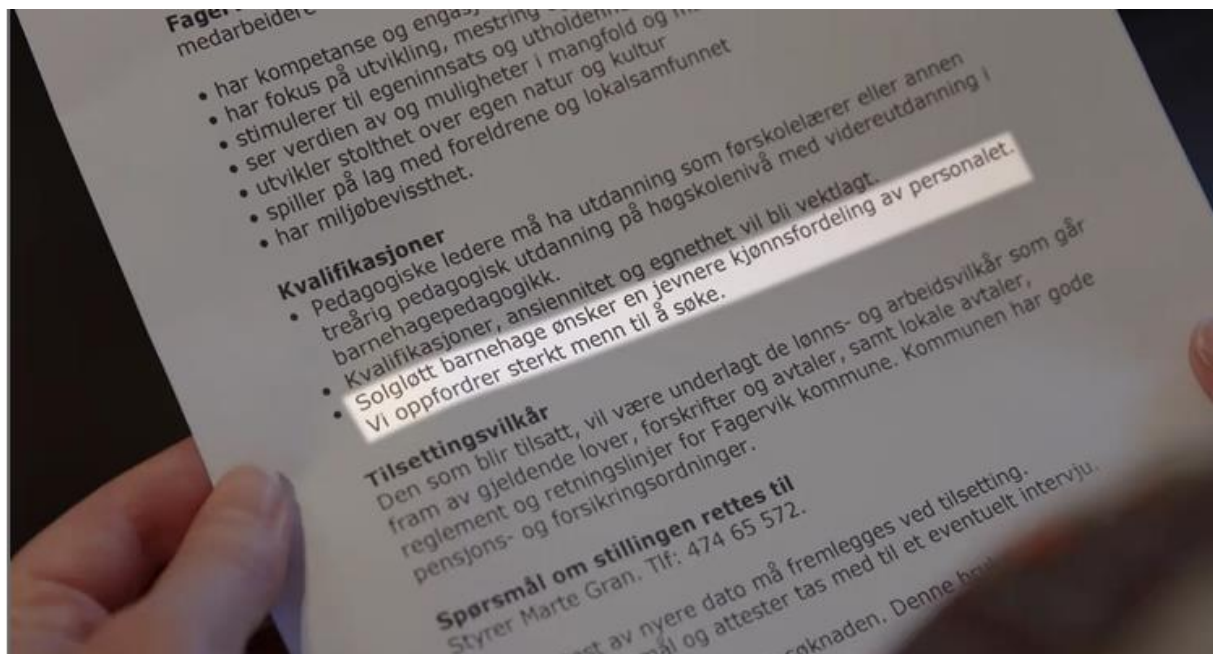 medarbeidere
• har kompetanse og
• har fokus på utvikling, mestring
• stimulerer til egeninnsats og
• ser verdien av og muligheter i mangfold og
• utvikler stolthet over egen natur og kultur
• spiller på lag med foreldrene og lokalsamfunnet
• har miljøbevissthet.
Kvalifikasjoner
• Pedagogiske ledere må ha utdanning som førskolelærer eller annen
treårig pedagogisk utdanning på høgskolenivå med videreutdanning i
barnehagepedagogikk.
• Kvalifikasjoner, ansiennitet og egnethet vil bli vektlagt.
• Solgløtt barnehage ønsker en jevnere kjønnsfordeling av personalet.
Vi oppfordrer sterkt menn til å søke.
Tilsettingsvilkår
Den som blir tilsatt, vil være underlagt de lønns- og arbeidsvilkår som går
fram av gjeldende lover, forskrifter og avtaler, samt lokale avtaler,
reglement og retningslinjer for Fagervik kommune. Kommunen har gode
pensjons- og forsikringsordninger.
Spørsmål om stillingen rettes til
Styrer Marte Gran. Tlf: 474 65 572.
av nyere dato må fremlegges ved tilsetting.
og attester tas med til et eventuelt intervju.
Denne